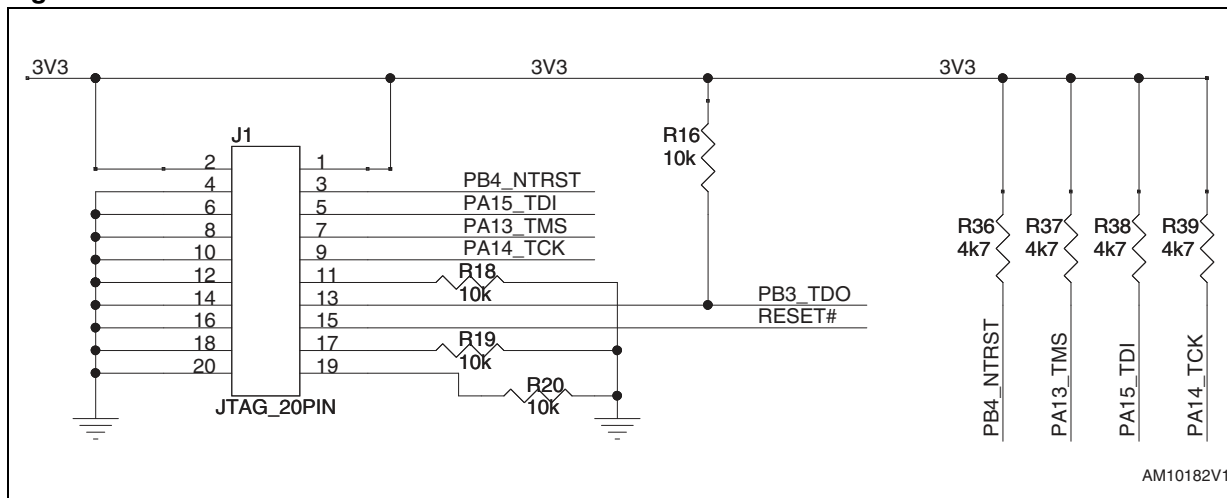 3V3 3V3 3V3
J1
R16
10k
2 1
4 3 PB4_NTRST
6 5 PA15_TDI
8 7 PA13_TMS
10 9 PA14_TCK
12 11 R18
10k
14 13 PB3_TDO
16 15 RESET#
18 17 R19
10k
20 19 R20
10k
JTAG_20PIN
R36 R37 R38 R39
4k7 4k7 4k7 4k7
PB4_NTRST
PA13_TMS
PA15_TDI
PA14_TCK
AM10182V1